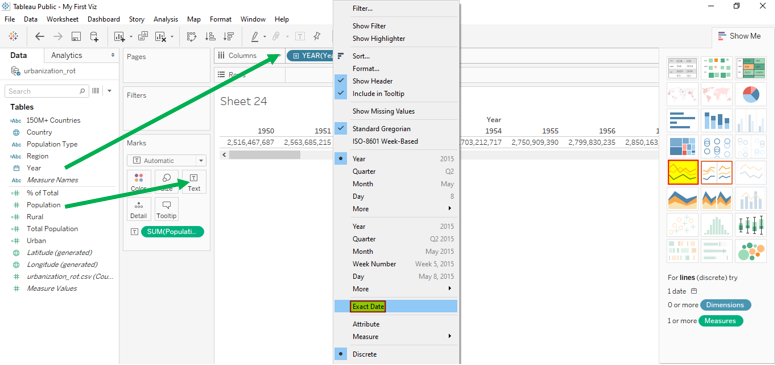 Tableau Public - My First Viz
File Data Worksheet Dashboard Story Analysis Map Format Window Help
Show Me
Data Analytics
urbanization_rot
Search
Tables
Abc 150M+ Countries
Country
Abc Population Type
Abc Region
Year
Abc Measure Names
# % of Total
# Population
# Rural
# Total Population
# Urban
Latitude (generated)
Longitude (generated)
# urbanization_rot.csv (Cou...
# Measure Values
Pages
Filters
Marks
T Automatic
Color Size Text
Detail Tooltip
T SUM(Populati...
Columns YEAR(Yea
Rows
Sheet 24
Year
1950 1951 1954 1955 1956 1
2,516,467,687 2,563,685,215 703,212,717 2,750,909,390 2,799,830,235 2,850,163
Filter...
Show Filter
Show Highlighter
Sort...
Format...
Show Header
Include in Tooltip
Show Missing Values
Standard Gregorian
ISO-8601 Week-Based
Year 2015
Quarter Q2
Month May
Day 8
More
Year 2015
Quarter Q2 2015
Month May 2015
Week Number Week 5, 2015
Day May 8, 2015
More
Exact Date
Attribute
Measure
Discrete
For lines (discrete) try
1 date
0 or more Dimensions
1 or more Measures